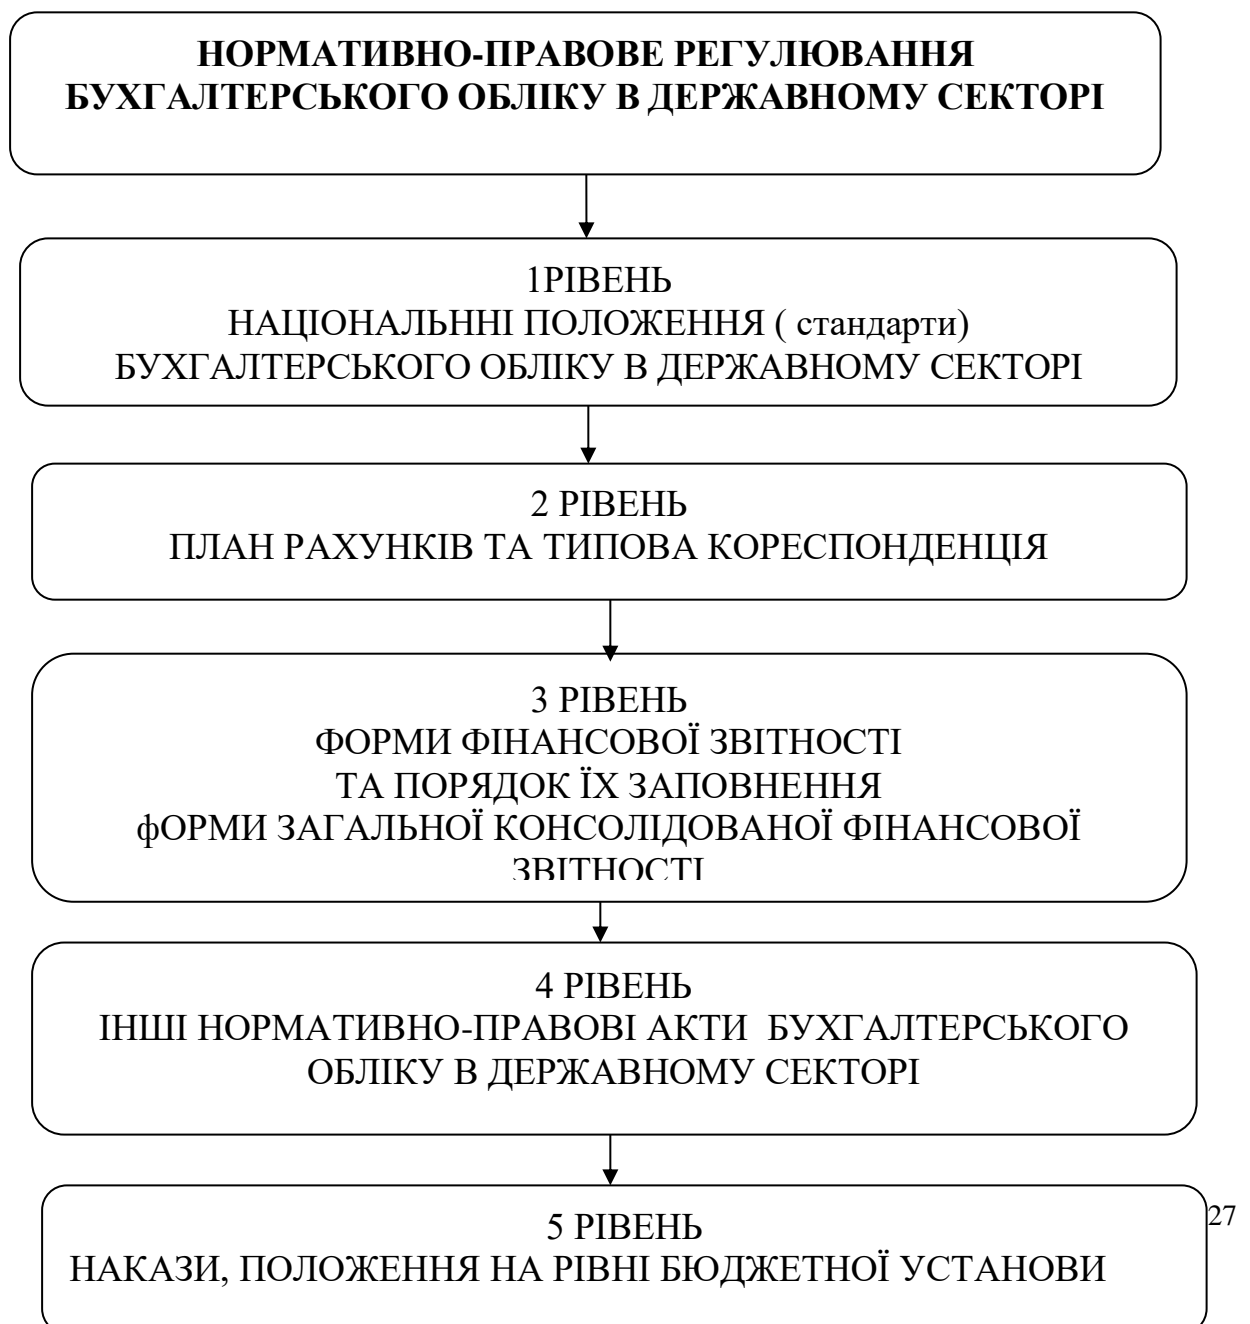 НОРМАТИВНО-ПРАВОВЕ РЕГУЛЮВАННЯ
БУХГАЛТЕРСЬКОГО ОБЛІКУ В ДЕРЖАВНОМУ СЕКТОРІ
1РІВЕНЬ
НАЦІОНАЛЬННІ ПОЛОЖЕННЯ ( стандарти)
БУХГАЛТЕРСЬКОГО ОБЛІКУ В ДЕРЖАВНОМУ СЕКТОРІ
2 РІВЕНЬ
ПЛАН РАХУНКІВ ТА ТИПОВА КОРЕСПОНДЕНЦІЯ
3 РІВЕНЬ
ФОРМИ ФІНАНСОВОЇ ЗВІТНОСТІ
ТА ПОРЯДОК ЇХ ЗАПОВНЕННЯ
фОРМИ ЗАГАЛЬНОЇ КОНСОЛІДОВАНОЇ ФІНАНСОВОЇ
ЗВІТНОСТІ
4 РІВЕНЬ
ІНШІ НОРМАТИВНО-ПРАВОВІ АКТИ  БУХГАЛТЕРСЬКОГО
ОБЛІКУ В ДЕРЖАВНОМУ СЕКТОРІ
27
5 РІВЕНЬ
НАКАЗИ, ПОЛОЖЕННЯ НА РІВНІ БЮДЖЕТНОЇ УСТАНОВИ